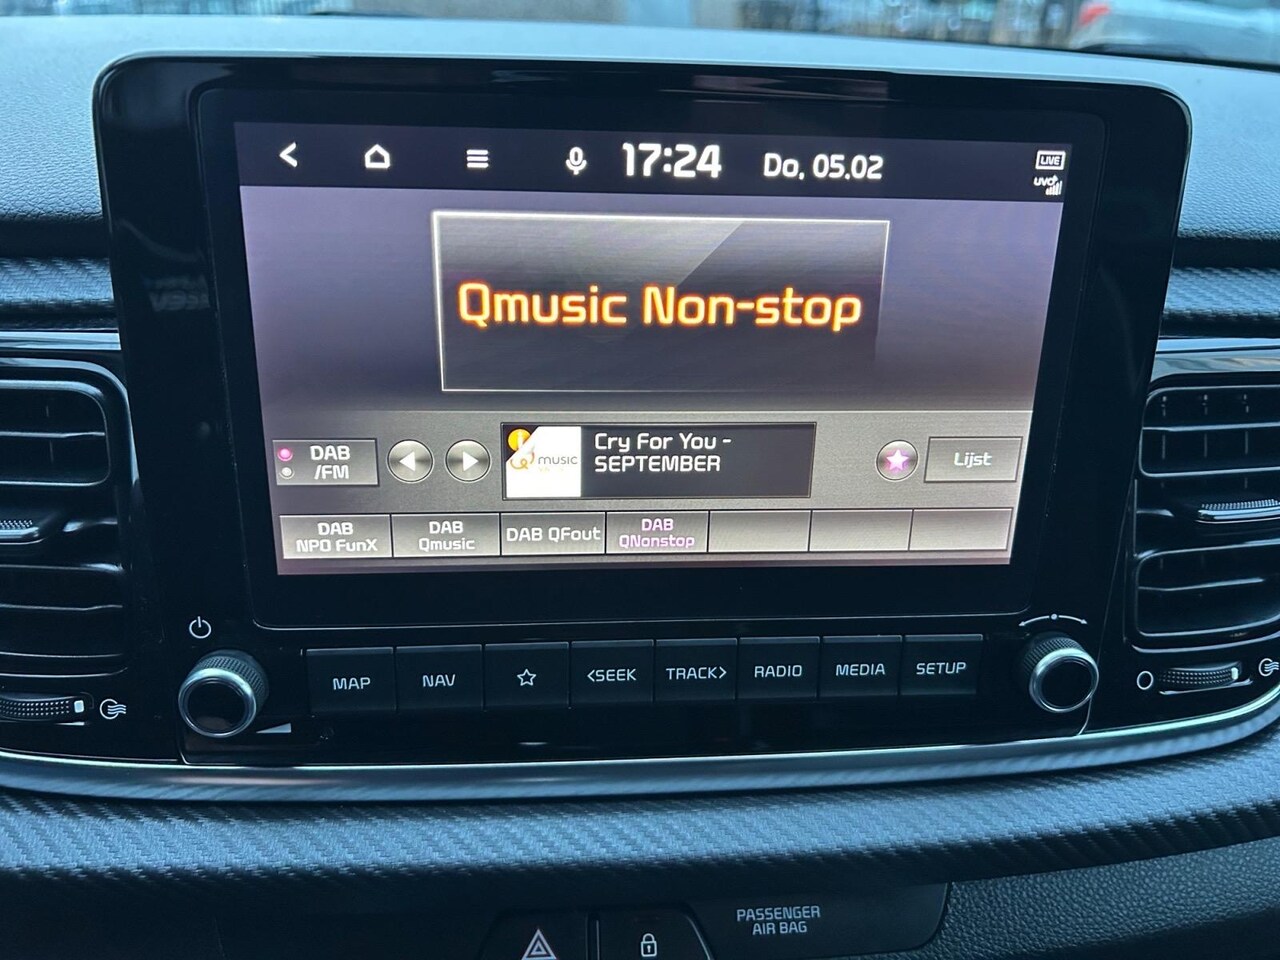 17:24 Do, 05.02 LIVE
UVO
Qmusic Non-stop
DAB
/FM
music
Cry For You -
SEPTEMBER
Lijst
DAB
NPO FunX
DAB
Qmusic
DAB QFout
DAB
QNonstop
MAP NAV <SEEK TRACK> RADIO MEDIA SETUP
PASSENGER
AIR BAG